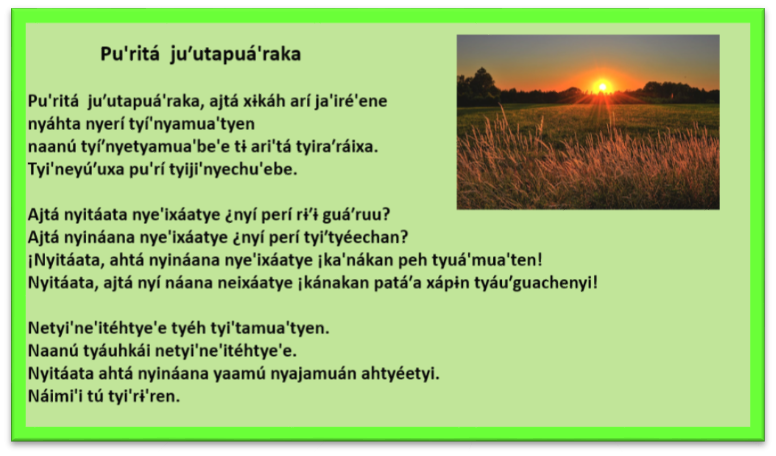 Pu'ritá ju’utapuá'raka
Pu'ritá ju’utapuá'raka, ajtá xɨkáh arí ja'iré'ene
nyáhta nyerí tyí'nyamua'tyen
naanú tyí’nyetyamua'be'e tɨ ari'tá tyira’ráixa.
Tyi'neyú’uxa pu'rí tyiji'nyechu'ebe.
Ajtá nyitáata nye'ixáatye ¿nyí perí rɨ’ɨ guá’ruu?
Ajtá nyináana nye'ixáatye ¿nyí perí tyi’tyéechan?
¡Nyitáata, ahtá nyináana nye'ixáatye ¡ka'nákan peh tyuá'mua'ten!
Nyitáata, ajtá nyí náana neixáatye ¡kánakan patá’a xápɨn tyáu’guachenyi!
Netyi'ne'itéhtye'e tyéh tyi'tamua'tyen.
Naanú tyáuhkái netyi'ne'itéhtye'e.
Nyitáata ahtá nyináana yaamú nyajamuán ahtyéetyi.
Náimi'i tú tyi'rɨ'ren.